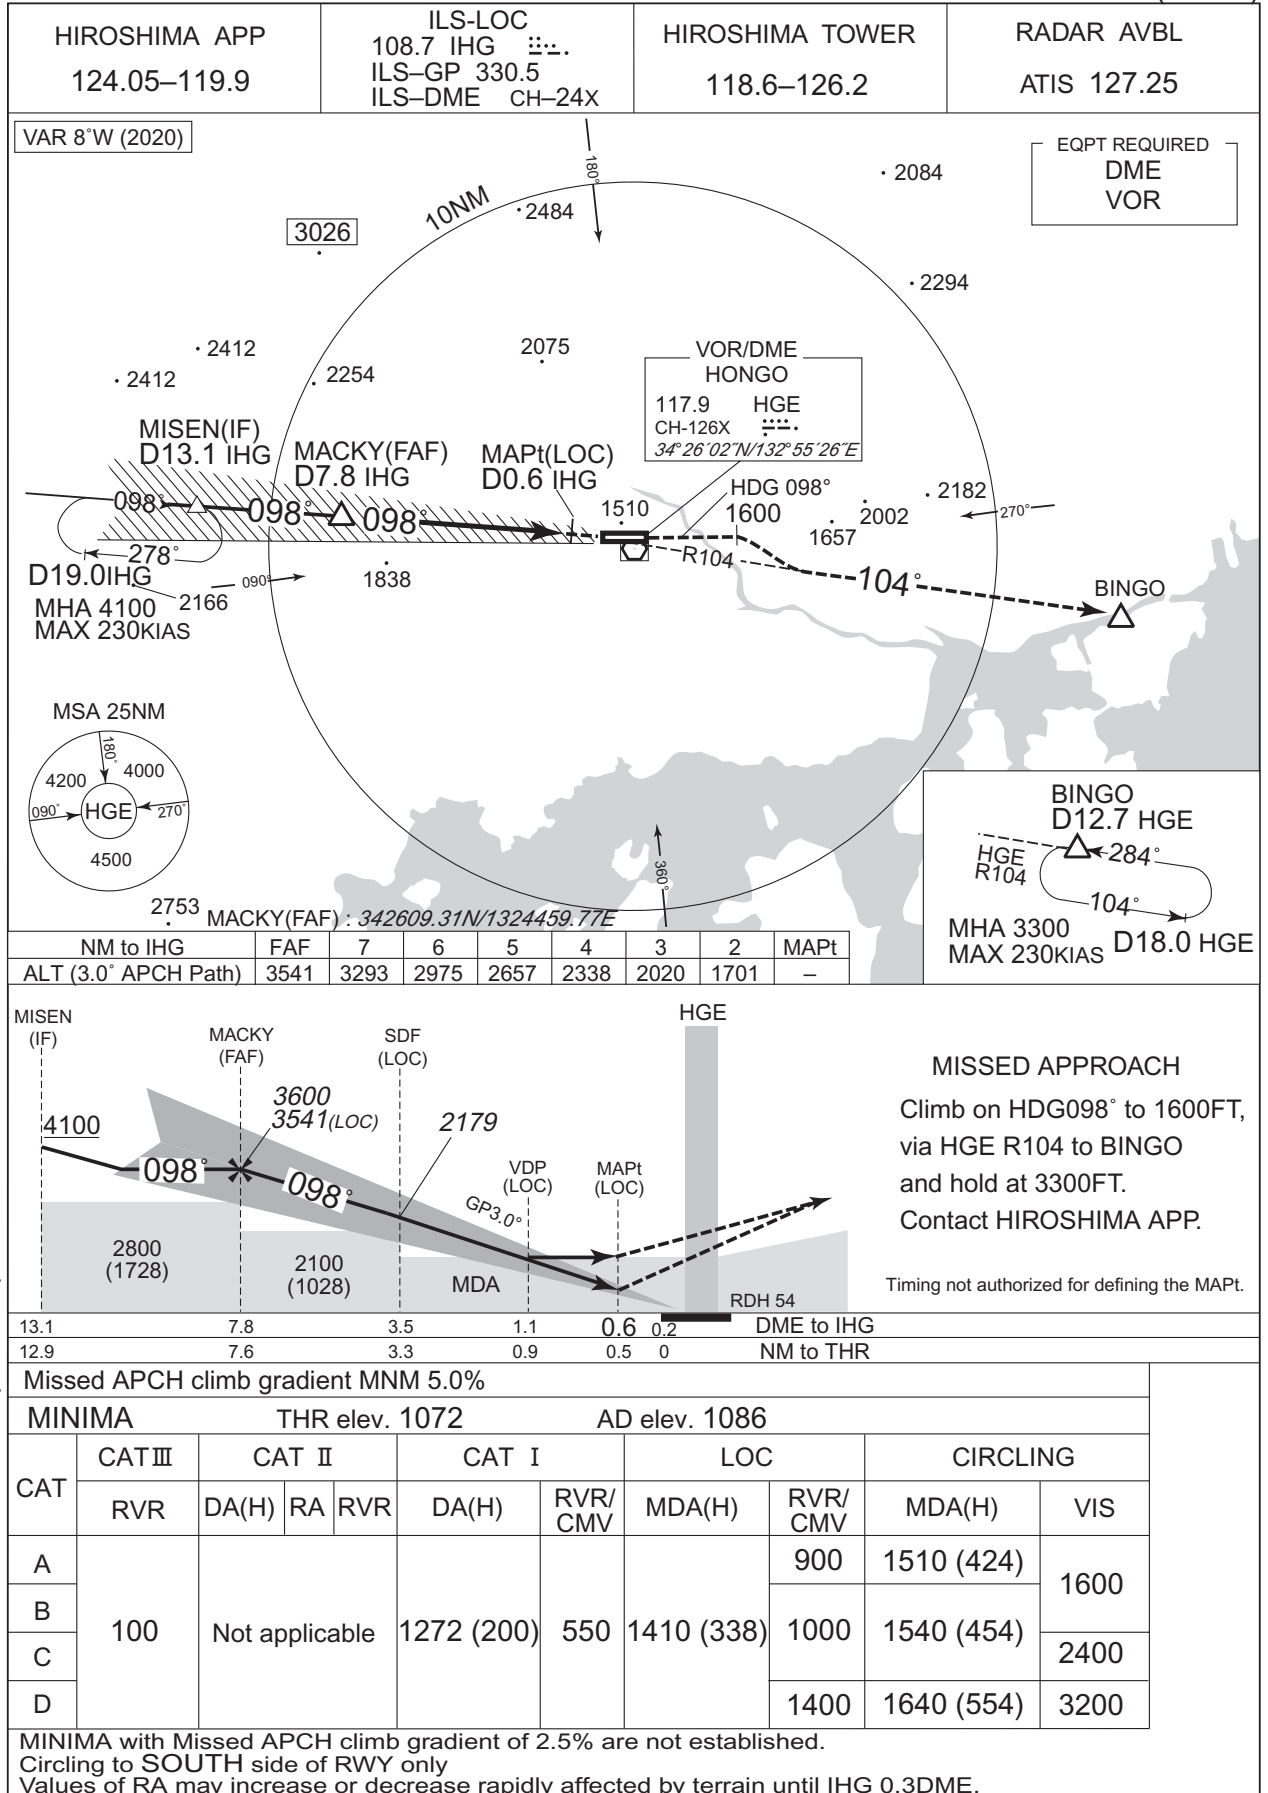 HIROSHIMA APP
124.05–119.9
ILS-LOC
108.7 IHG
ILS–GP 330.5
ILS–DME CH–24X
HIROSHIMA TOWER
118.6–126.2
RADAR AVBL
ATIS 127.25
VAR 8°W (2020)
EQPT REQUIRED
DME
VOR
180°
2084
10NM
2484
3026
2294
2412
2075
2412
2254
VOR/DME
HONGO
117.9 HGE
CH-126X
34°26´02˝N/132°55´26˝E
MISEN(IF)
D13.1 IHG
MACKY(FAF)
D7.8 IHG
MAPt(LOC)
D0.6 IHG
HDG 098°
1600
2182
098°
098°
098°
1510
2002
1657
270°
278°
R104
D19.0IHG
090°
1838
104°
BINGO
2166
MHA 4100
MAX 230KIAS
MSA 25NM
180°
4200
4000
090°
HGE
270°
4500
BINGO
D12.7 HGE
HGE
R104
284°
104°
MHA 3300
MAX 230KIAS
D18.0 HGE
360°
2753
MACKY(FAF) : 342609.31N/1324459.77E
NM to IHG FAF 7 6 5 4 3 2 MAPt
ALT (3.0° APCH Path) 3541 3293 2975 2657 2338 2020 1701 –
MISEN
(IF)
MACKY
(FAF)
SDF
(LOC)
HGE
3600
3541(LOC)
2179
4100
098°
098°
VDP
(LOC)
MAPt
(LOC)
GP3.0°
2800
(1728)
2100
(1028)
MDA
RDH 54
MISSED APPROACH
Climb on HDG098° to 1600FT,
via HGE R104 to BINGO
and hold at 3300FT.
Contact HIROSHIMA APP.
Timing not authorized for defining the MAPt.
13.1 7.8 3.5 1.1 0.6 0.2 DME to IHG
12.9 7.6 3.3 0.9 0.5 0 NM to THR
Missed APCH climb gradient MNM 5.0%
MINIMA THR elev. 1072 AD elev. 1086
CAT CAT Ⅲ CAT Ⅱ CAT Ⅰ LOC CIRCLING
RVR DA(H) RA RVR DA(H) RVR/CMV MDA(H) RVR/CMV MDA(H) VIS
A 900 1510 (424) 1600
B 100 Not applicable 1272 (200) 550 1410 (338) 1000 1540 (454)
C 2400
D 1400 1640 (554) 3200
MINIMA with Missed APCH climb gradient of 2.5% are not established.
Circling to SOUTH side of RWY only
Values of RA may increase or decrease rapidly affected by terrain until IHG 0.3DME.